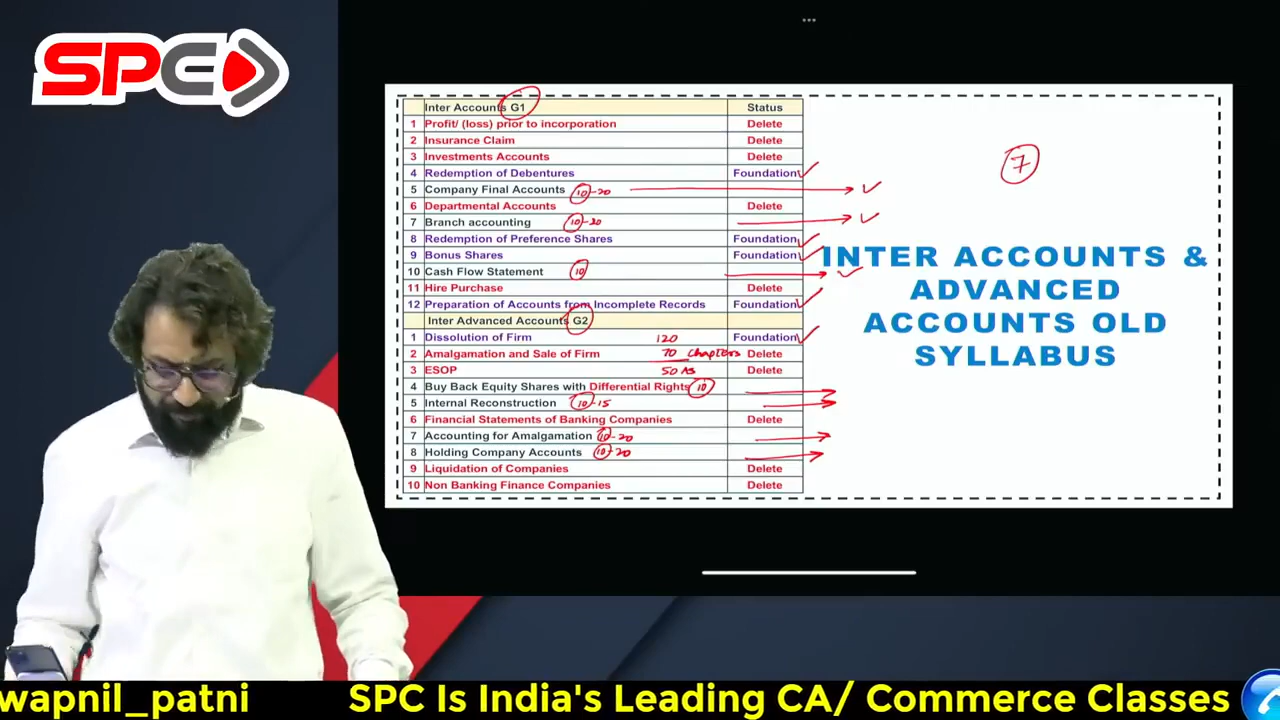 SPC
Inter Accounts G1 Status
1 Profit/ (loss) prior to incorporation Delete
2 Insurance Claim Delete
3 Investments Accounts Delete
4 Redemption of Debentures Foundation
5 Company Final Accounts 10-20
6 Departmental Accounts Delete
7 Branch accounting 10-20
8 Redemption of Preference Shares Foundation
9 Bonus Shares Foundation
10 Cash Flow Statement 10
11 Hire Purchase Delete
12 Preparation of Accounts from Incomplete Records Foundation
Inter Advanced Accounts G2
1 Dissolution of Firm 120 Foundation
2 Amalgamation and Sale of Firm 70 Chapters Delete
3 ESOP 50 AS Delete
4 Buy Back Equity Shares with Differential Rights 10
5 Internal Reconstruction 10-15
6 Financial Statements of Banking Companies Delete
7 Accounting for Amalgamation 10-20
8 Holding Company Accounts 10-20
9 Liquidation of Companies Delete
10 Non Banking Finance Companies Delete
7
INTER ACCOUNTS &
ADVANCED
ACCOUNTS OLD
SYLLABUS
wapnil_patni SPC Is India's Leading CA/ Commerce Classes